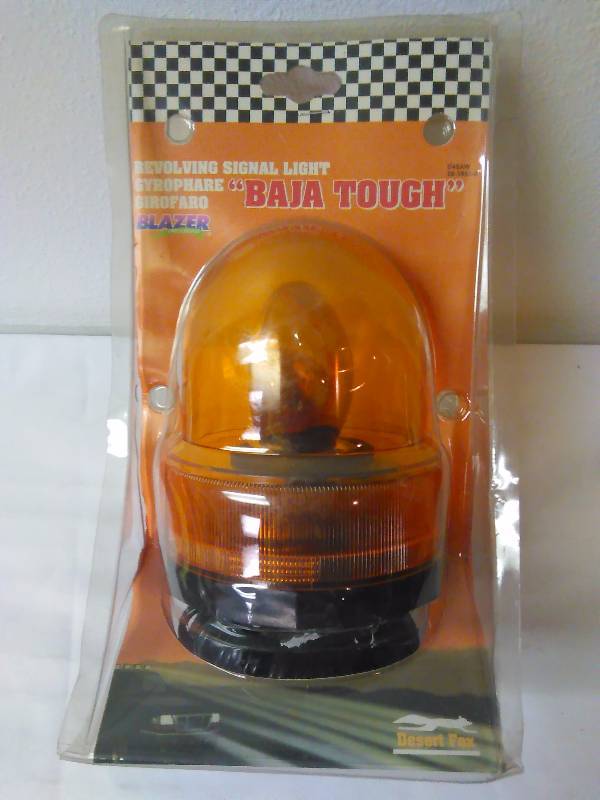 REVOLVING SIGNAL LIGHT
GYROPHARE
GIROFARO
"BAJA TOUGH"
BLAZER
Desert Fox